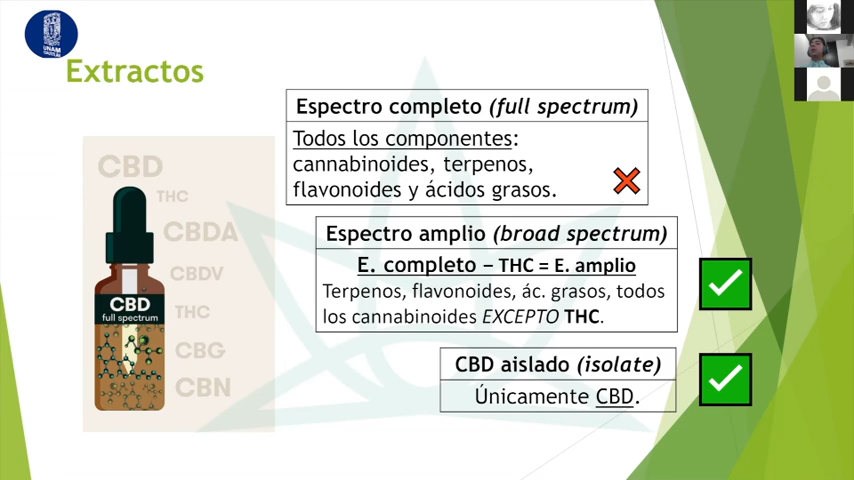 UNAM
Extractos
Espectro completo (full spectrum)
Todos los componentes:
cannabinoides, terpenos,
flavonoides y ácidos grasos.
Espectro amplio (broad spectrum)
E. completo – THC = E. amplio
Terpenos, flavonoides, ác. grasos, todos
los cannabinoides EXCEPTO THC.
CBD aislado (isolate)
Únicamente CBD.
CBD
THC
CBDA
CBDV
THC
CBG
CBN
CBD
full spectrum